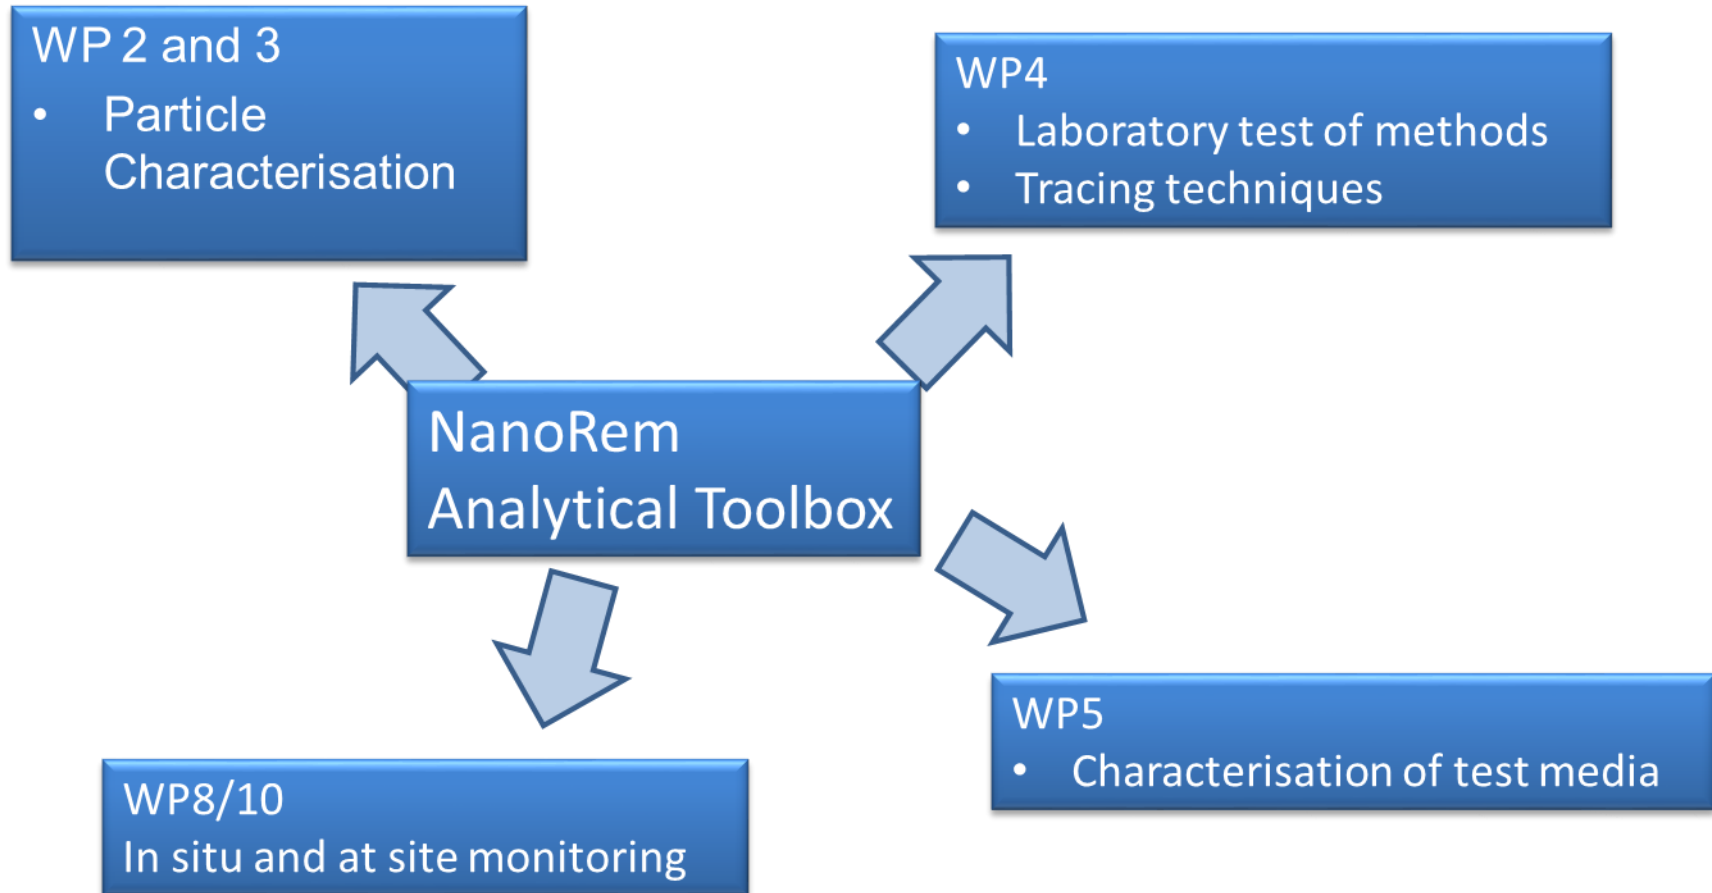 WP 2 and 3
• Particle
Characterisation
WP4
• Laboratory test of methods
• Tracing techniques
NanoRem
Analytical Toolbox
WP5
• Characterisation of test media
WP8/10
In situ and at site monitoring